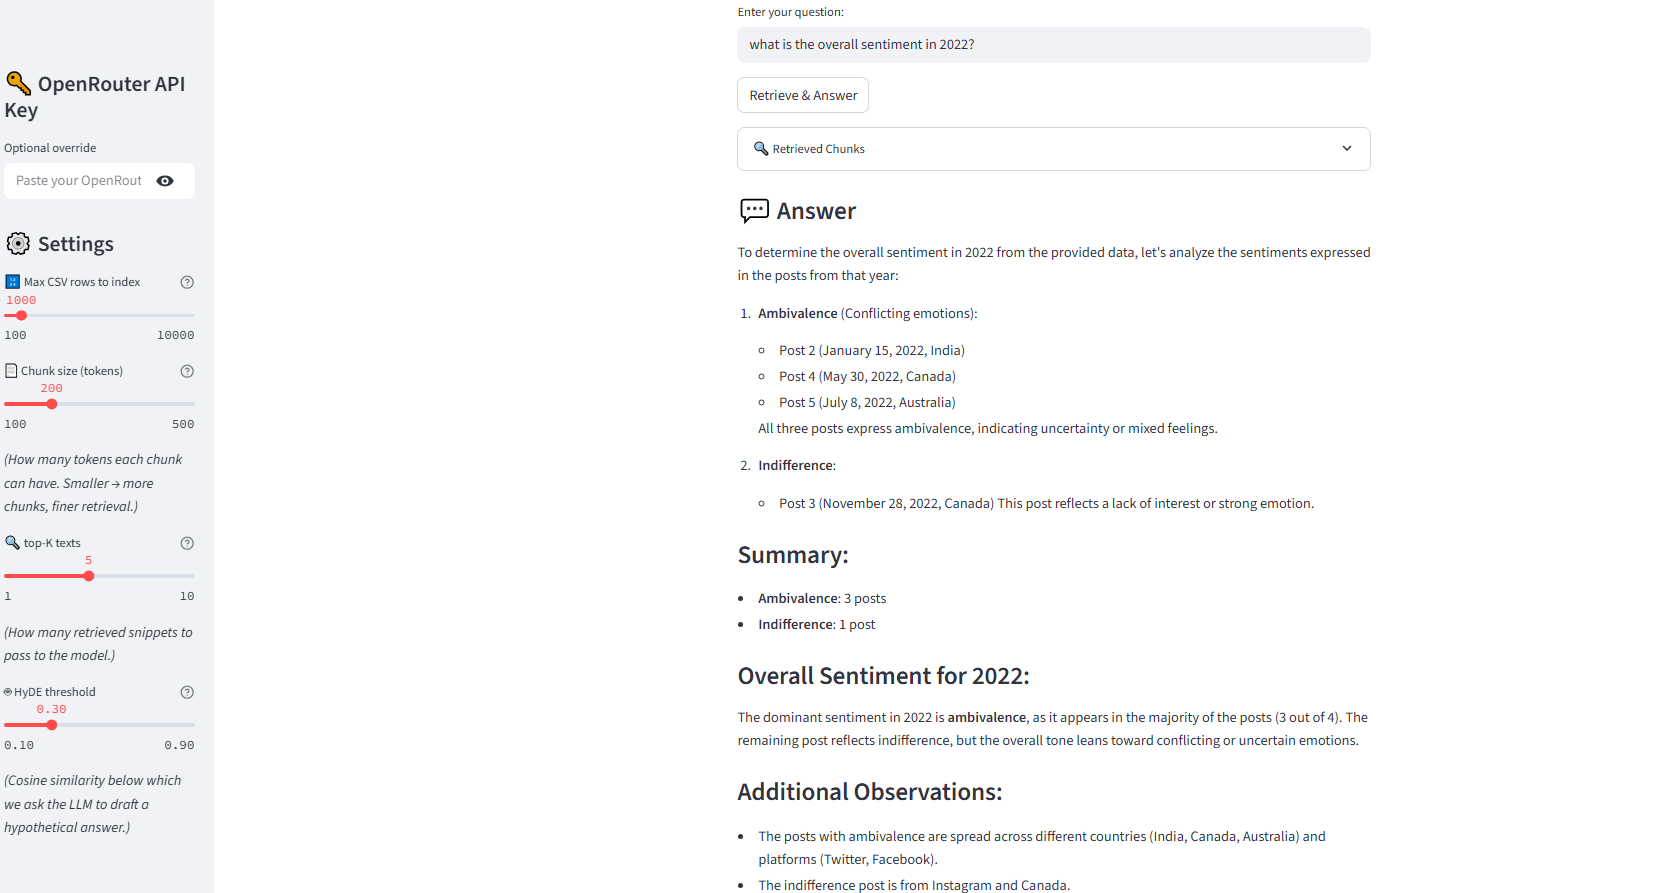 OpenRouter API
Key
Optional override
Paste your OpenRout
Settings
Max CSV rows to index
1000
100 10000
Chunk size (tokens)
200
100 500
(How many tokens each chunk
can have. Smaller → more
chunks, finer retrieval.)
top-K texts
5
1 10
(How many retrieved snippets to
pass to the model.)
HyDE threshold
0.30
0.10 0.90
(Cosine similarity below which
we ask the LLM to draft a
hypothetical answer.)
Enter your question:
what is the overall sentiment in 2022?
Retrieve & Answer
Retrieved Chunks
Answer
To determine the overall sentiment in 2022 from the provided data, let's analyze the sentiments expressed
in the posts from that year:
1. Ambivalence (Conflicting emotions):
Post 2 (January 15, 2022, India)
Post 4 (May 30, 2022, Canada)
Post 5 (July 8, 2022, Australia)
All three posts express ambivalence, indicating uncertainty or mixed feelings.
2. Indifference:
Post 3 (November 28, 2022, Canada) This post reflects a lack of interest or strong emotion.
Summary:
Ambivalence: 3 posts
Indifference: 1 post
Overall Sentiment for 2022:
The dominant sentiment in 2022 is ambivalence, as it appears in the majority of the posts (3 out of 4). The
remaining post reflects indifference, but the overall tone leans toward conflicting or uncertain emotions.
Additional Observations:
The posts with ambivalence are spread across different countries (India, Canada, Australia) and
platforms (Twitter, Facebook).
The indifference post is from Instagram and Canada.